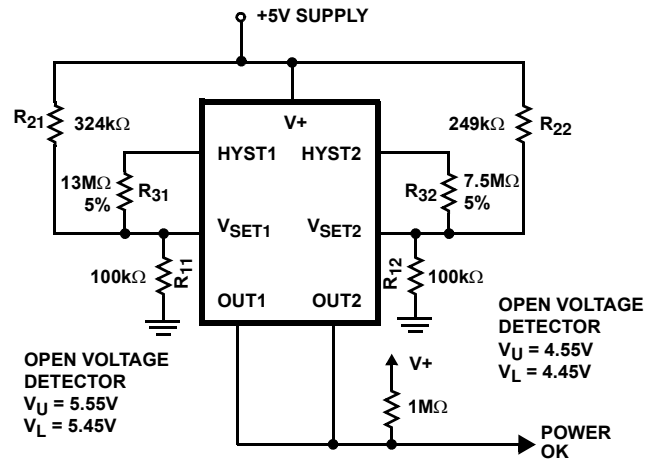 +5V SUPPLY
R21
324kΩ
V+
249kΩ
R22
HYST1
HYST2
13MΩ
5%
R31
R32
7.5MΩ
5%
VSET1
VSET2
100kΩ
R11
R12
100kΩ
OUT1
OUT2
OPEN VOLTAGE
DETECTOR
VU = 5.55V
VL = 5.45V
OPEN VOLTAGE
DETECTOR
VU = 4.55V
VL = 4.45V
V+
1MΩ
POWER
OK